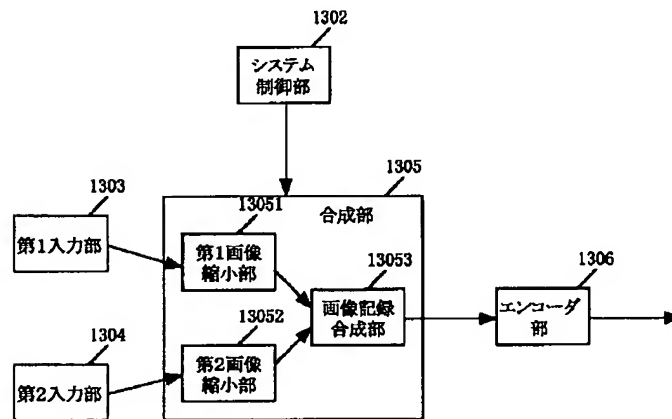 1302
システム
制御部
1305
合成部
1303
第1入力部
13051
第1画像
縮小部
13053
画像記録
合成部
1306
エンコーダ
部
13052
第2画像
縮小部
1304
第2入力部